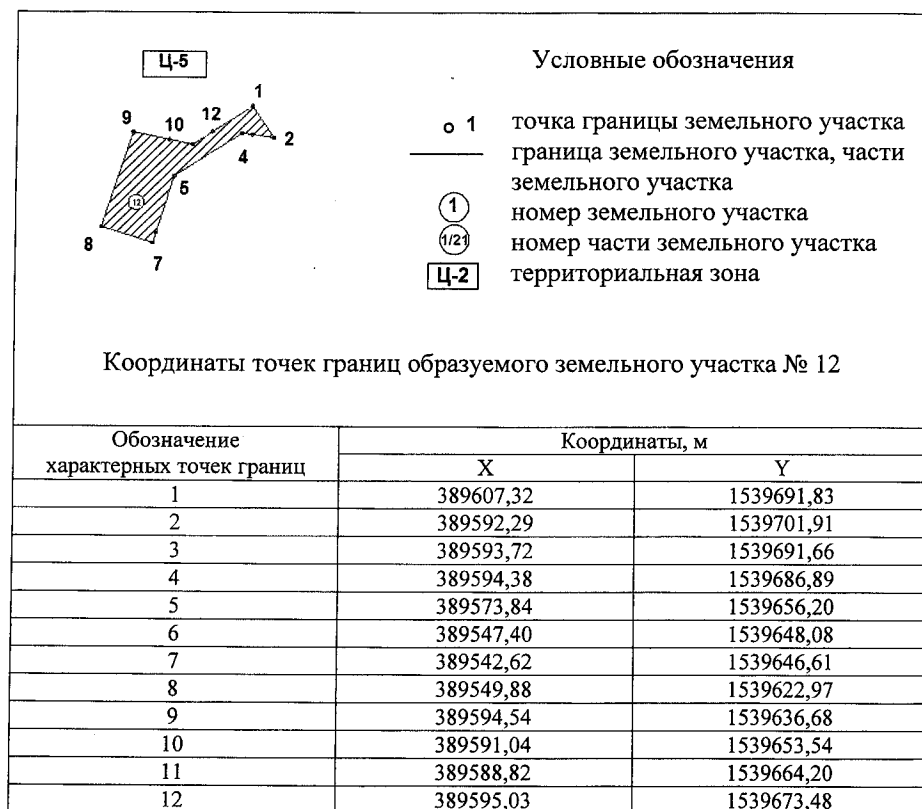 Ц-5
1
9
12
10
2
4
5
12
8
7
Условные обозначения
1 точка границы земельного участка
граница земельного участка, части
земельного участка
1 номер земельного участка
1/21 номер части земельного участка
Ц-2 территориальная зона
Координаты точек границ образуемого земельного участка № 12
Обозначение характерных точек границ Координаты, м
X Y
1 389607,32 1539691,83
2 389592,29 1539701,91
3 389593,72 1539691,66
4 389594,38 1539686,89
5 389573,84 1539656,20
6 389547,40 1539648,08
7 389542,62 1539646,61
8 389549,88 1539622,97
9 389594,54 1539636,68
10 389591,04 1539653,54
11 389588,82 1539664,20
12 389595,03 1539673,48